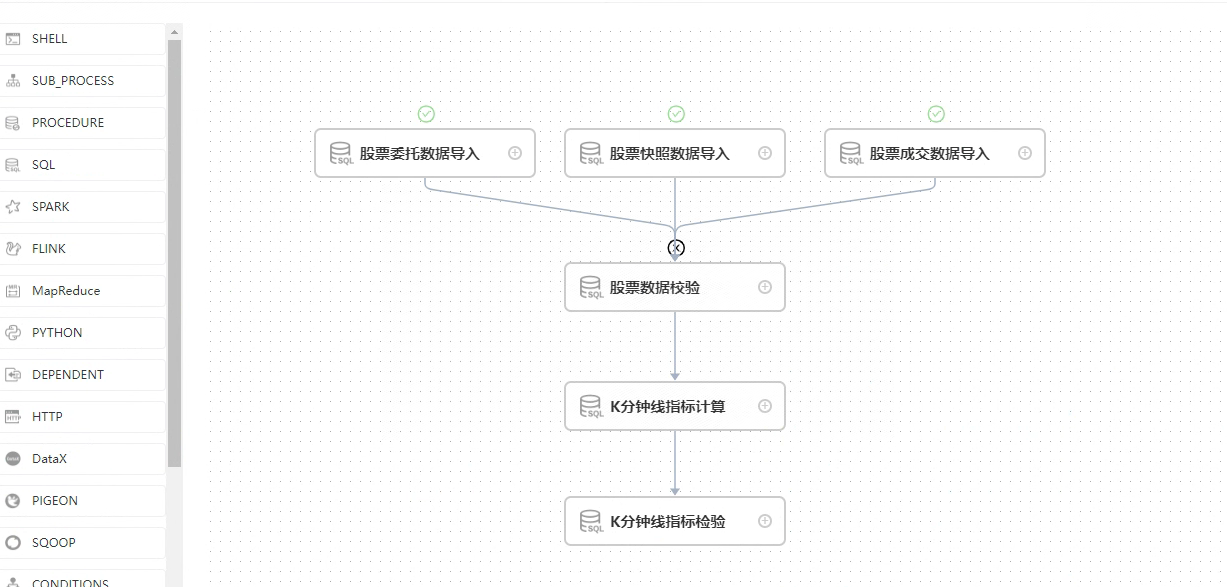 SHELL
SUB_PROCESS
PROCEDURE
SQL
SPARK
FLINK
MapReduce
PYTHON
DEPENDENT
HTTP
DataX
PIGEON
SQOOP
CONDITIONS
SQL 股票委托数据导入
SQL 股票快照数据导入
SQL 股票成交数据导入
SQL 股票数据校验
SQL K分钟线指标计算
SQL K分钟线指标检验